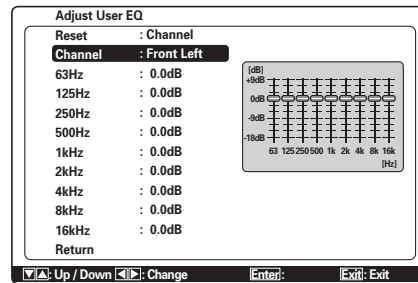 Adjust User EQ
Reset : Channel
Channel : Front Left
63Hz : 0.0dB
125Hz : 0.0dB
250Hz : 0.0dB
500Hz : 0.0dB
1kHz : 0.0dB
2kHz : 0.0dB
4kHz : 0.0dB
8kHz : 0.0dB
16kHz : 0.0dB
Return
[dB]
+9dB
0dB
-9dB
-18dB
63 125 250 500 1k 2k 4k 8k 16k
[Hz]
▼▲: Up / Down ◀▶: Change Enter: Exit: Exit